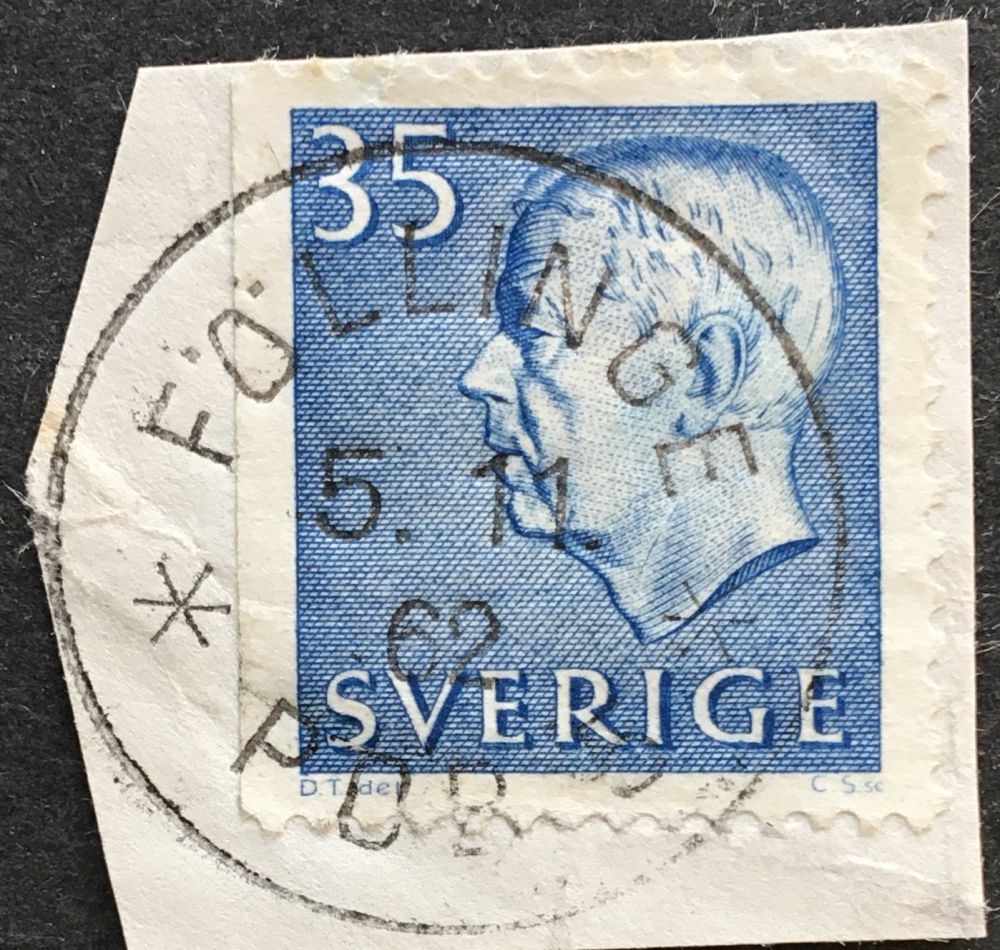 35
FÖLLINGE
5. 11.
62
SVERIGE
D.T. del
C.S.sc